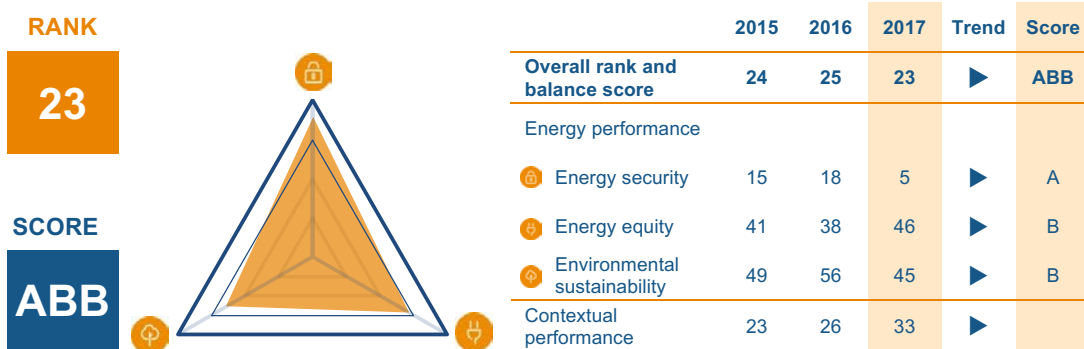 RANK
23
SCORE
ABB
2015 2016 2017 Trend Score
Overall rank and
balance score 24 25 23 ABB
Energy performance
Energy security 15 18 5 A
Energy equity 41 38 46 B
Environmental
sustainability 49 56 45 B
Contextual
performance 23 26 33